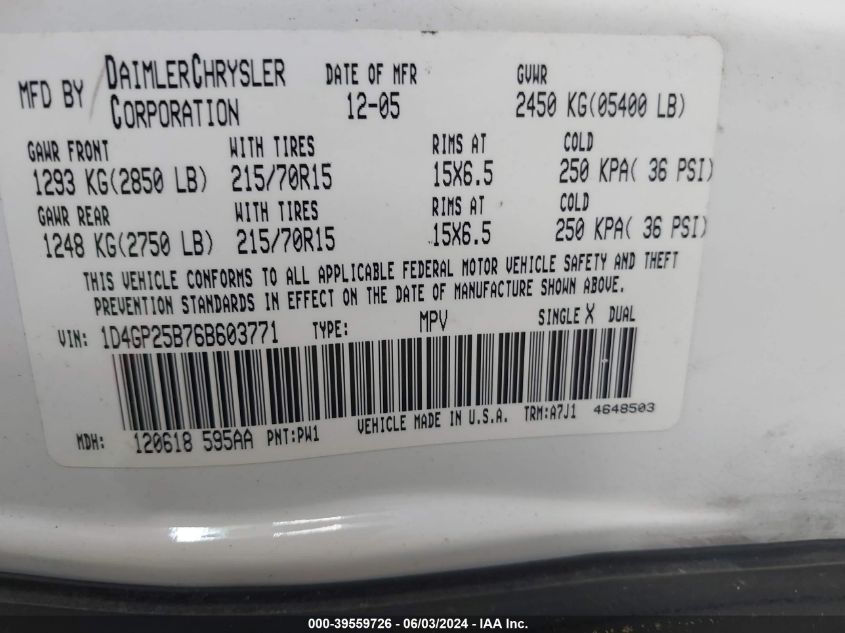 MFD BY DAIMLERCHRYSLER CORPORATION DATE OF MFR 12-05 GVWR 2450 KG(05400 LB)
GAWR FRONT WITH TIRES RIMS AT COLD
1293 KG(2850 LB) 215/70R15 15X6.5 250 KPA( 36 PSI)
GAWR REAR WITH TIRES RIMS AT COLD
1248 KG(2750 LB) 215/70R15 15X6.5 250 KPA( 36 PSI)
THIS VEHICLE CONFORMS TO ALL APPLICABLE FEDERAL MOTOR VEHICLE SAFETY AND THEFT
PREVENTION STANDARDS IN EFFECT ON THE DATE OF MANUFACTURE SHOWN ABOVE.
VIN: 1D4GP25B76B603771 TYPE: MPV SINGLE X DUAL
MDH: 120618 595AA PNT:PW1 VEHICLE MADE IN U.S.A. TRM:A7J1 4648503
000-39559726 - 06/03/2024 - IAAI.com